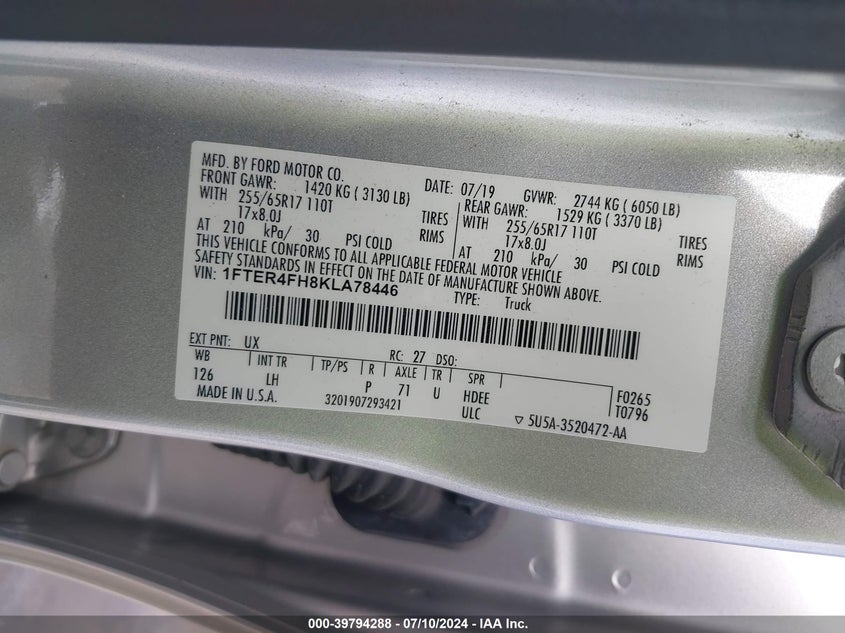 MFD. BY FORD MOTOR CO.
DATE: 07/19 GVWR: 2744 KG ( 6050 LB)
FRONT GAWR: 1420 KG ( 3130 LB) REAR GAWR: 1529 KG ( 3370 LB)
WITH 255/65R17 110T TIRES WITH 255/65R17 110T TIRES
17x8.0J RIMS 17x8.0J RIMS
AT 210 kPa/ 30 PSI COLD AT 210 kPa/ 30 PSI COLD
THIS VEHICLE CONFORMS TO ALL APPLICABLE FEDERAL MOTOR VEHICLE
SAFETY STANDARDS IN EFFECT ON THE DATE OF MANUFACTURE SHOWN ABOVE.
VIN: 1FTER4FH8KLA78446 TYPE: Truck
EXT PNT: UX RC: 27 DSO:
WB INT TR TP/PS R AXLE TR SPR
126 LH P 71 U HDEE F0265
ULC T0796
MADE IN U.S.A. 3201907293421 ▽ 5U5A-3520472-AA
000-39794288 - 07/10/2024 - IAA Inc.